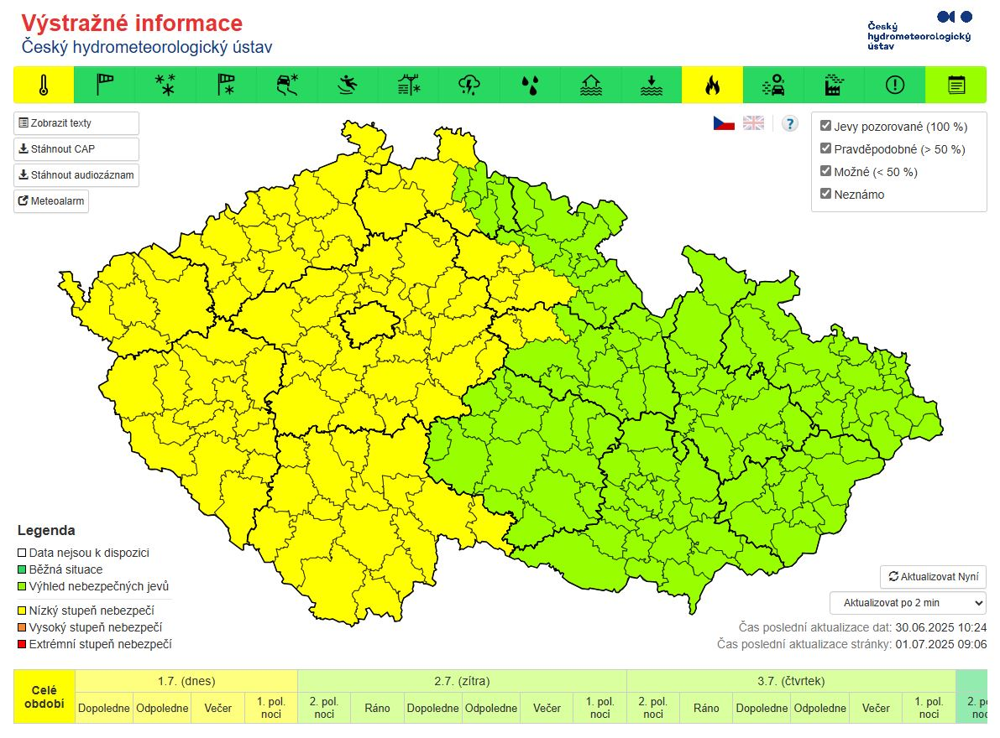 Výstražné informace
Český hydrometeorologický ústav
Český
hydrometeorologický
ústav
Zobrazit texty
Stáhnout CAP
Stáhnout audiozáznam
Meteoalarm
?
Jevy pozorované (100 %)
Pravděpodobné (> 50 %)
Možné (< 50 %)
Neznámo
Legenda
Data nejsou k dispozici
Běžná situace
Výhled nebezpečných jevů
Nízký stupeň nebezpečí
Vysoký stupeň nebezpečí
Extrémní stupeň nebezpečí
Aktualizovat Nyní
Aktualizovat po 2 min
Čas poslední aktualizace dat: 30.06.2025 10:24
Čas poslední aktualizace stránky: 01.07.2025 09:06
Celé období
1.7. (dnes) 2.7. (zítra) 3.7. (čtvrtek)
Dopoledne Odpoledne Večer 1. pol. noci 2. pol. noci Ráno Dopoledne Odpoledne Večer 1. pol. noci 2. pol. noci Ráno Dopoledne Odpoledne Večer 1. pol. noci